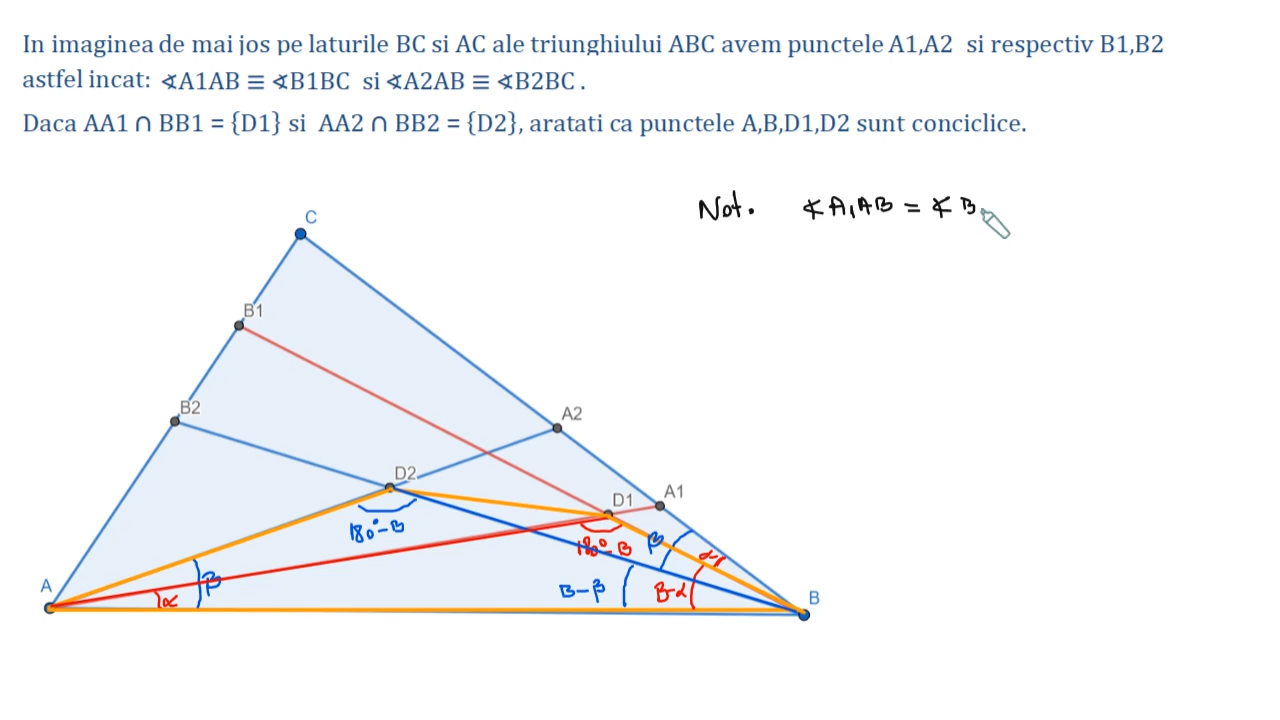 In imaginea de mai jos pe laturile BC si AC ale triunghiului ABC avem punctele A1,A2 si respectiv B1,B2
astfel incat: ∢A1AB ≡ ∢B1BC si ∢A2AB ≡ ∢B2BC.
Daca AA1 ∩ BB1 = {D1} si AA2 ∩ BB2 = {D2}, aratati ca punctele A,B,D1,D2 sunt conciclice.
Not. ∢A₁AB = ∢B
C
B1
B2
A2
D2
A1
D1
180°-B
180°-B
β
α
A
β
α
B-β
B-α
B